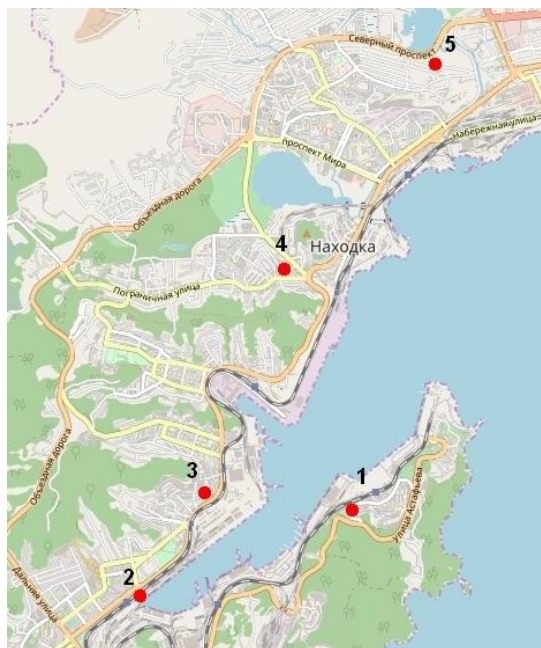 5
Северный проспект
Набережная улица
проспект Мира
Объездная дорога
4
Находка
Пограничная улица
3
1
Объездная дорога
Улица Астафьева
2
Дальняя улица